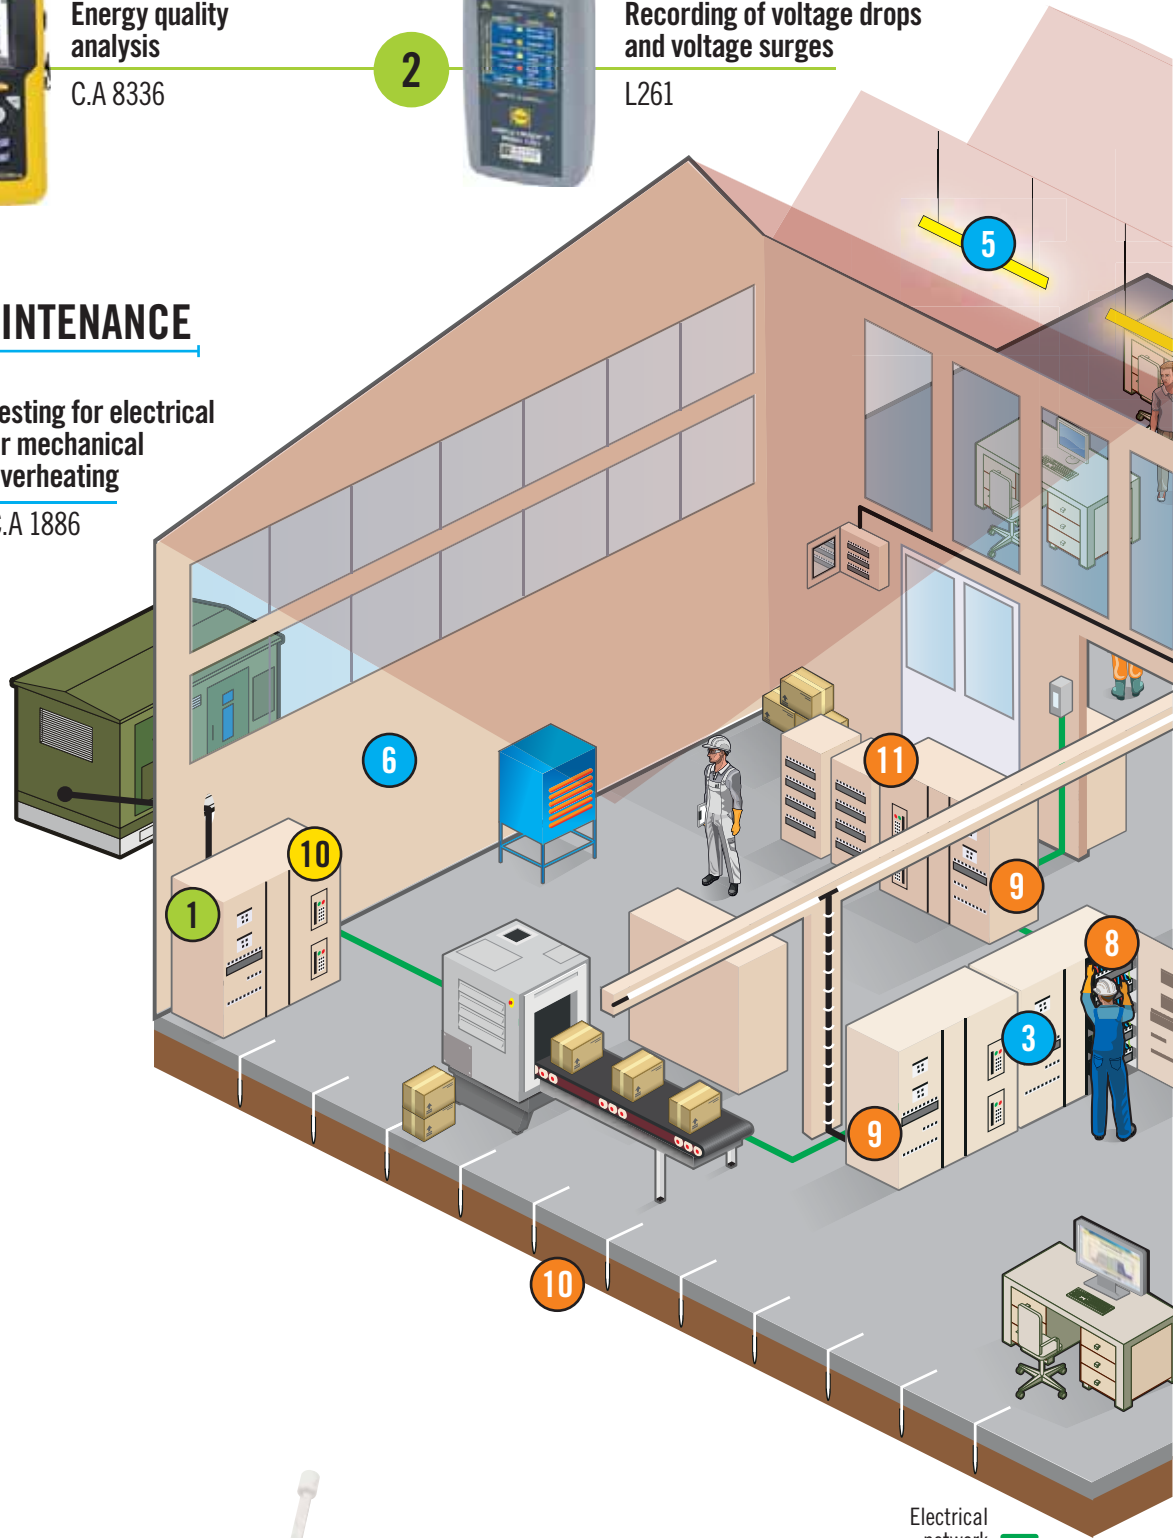 Energy quality
analysis
C.A 8336
2
Recording of voltage drops
and voltage surges
L261
INTENANCE
esting for electrical
r mechanical
verheating
C.A 1886
5
6
11
10
1
9
8
3
9
10
Electrical
network